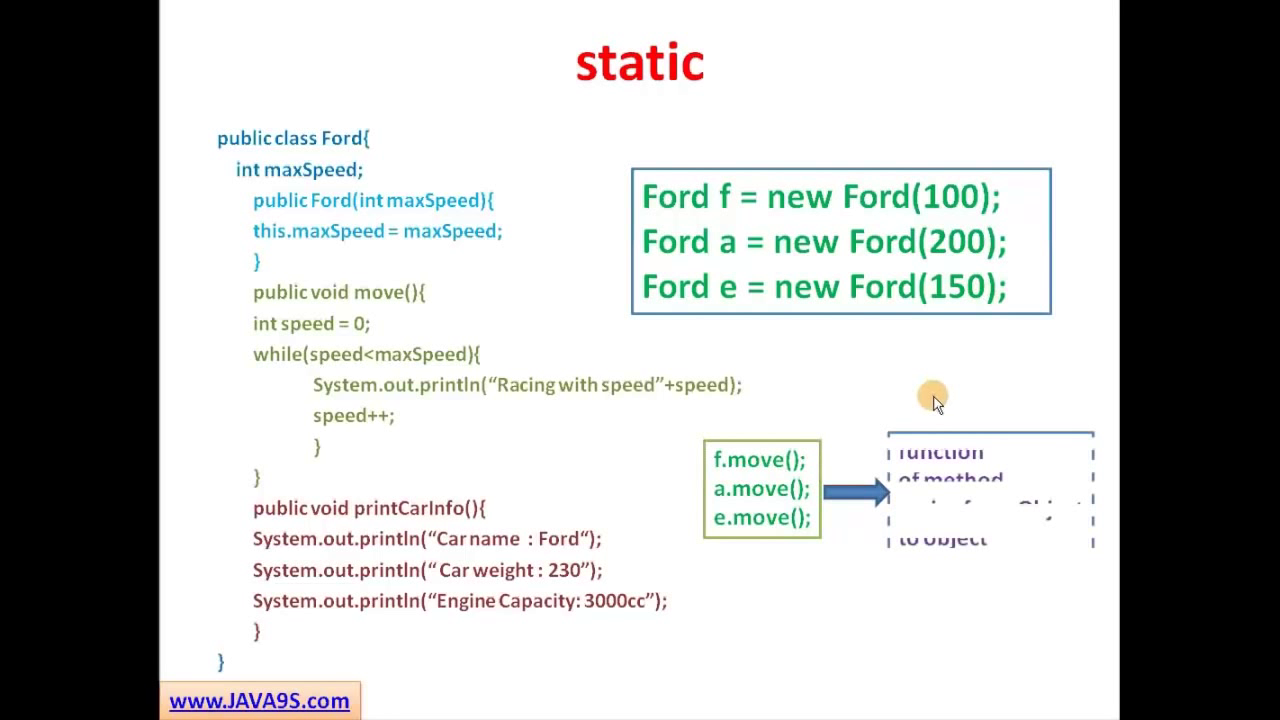 static
public class Ford{
int maxSpeed;
public Ford(int maxSpeed){
this.maxSpeed = maxSpeed;
}
public void move(){
int speed = 0;
while(speed<maxSpeed){
System.out.println(“Racing with speed”+speed);
speed++;
}
}
public void printCarInfo(){
System.out.println(“Car name : Ford“);
System.out.println(“ Car weight : 230”);
System.out.println(“Engine Capacity: 3000cc”);
}
}
Ford f = new Ford(100);
Ford a = new Ford(200);
Ford e = new Ford(150);
f.move();
a.move();
e.move();
function
of method
to object
www.JAVA9S.com